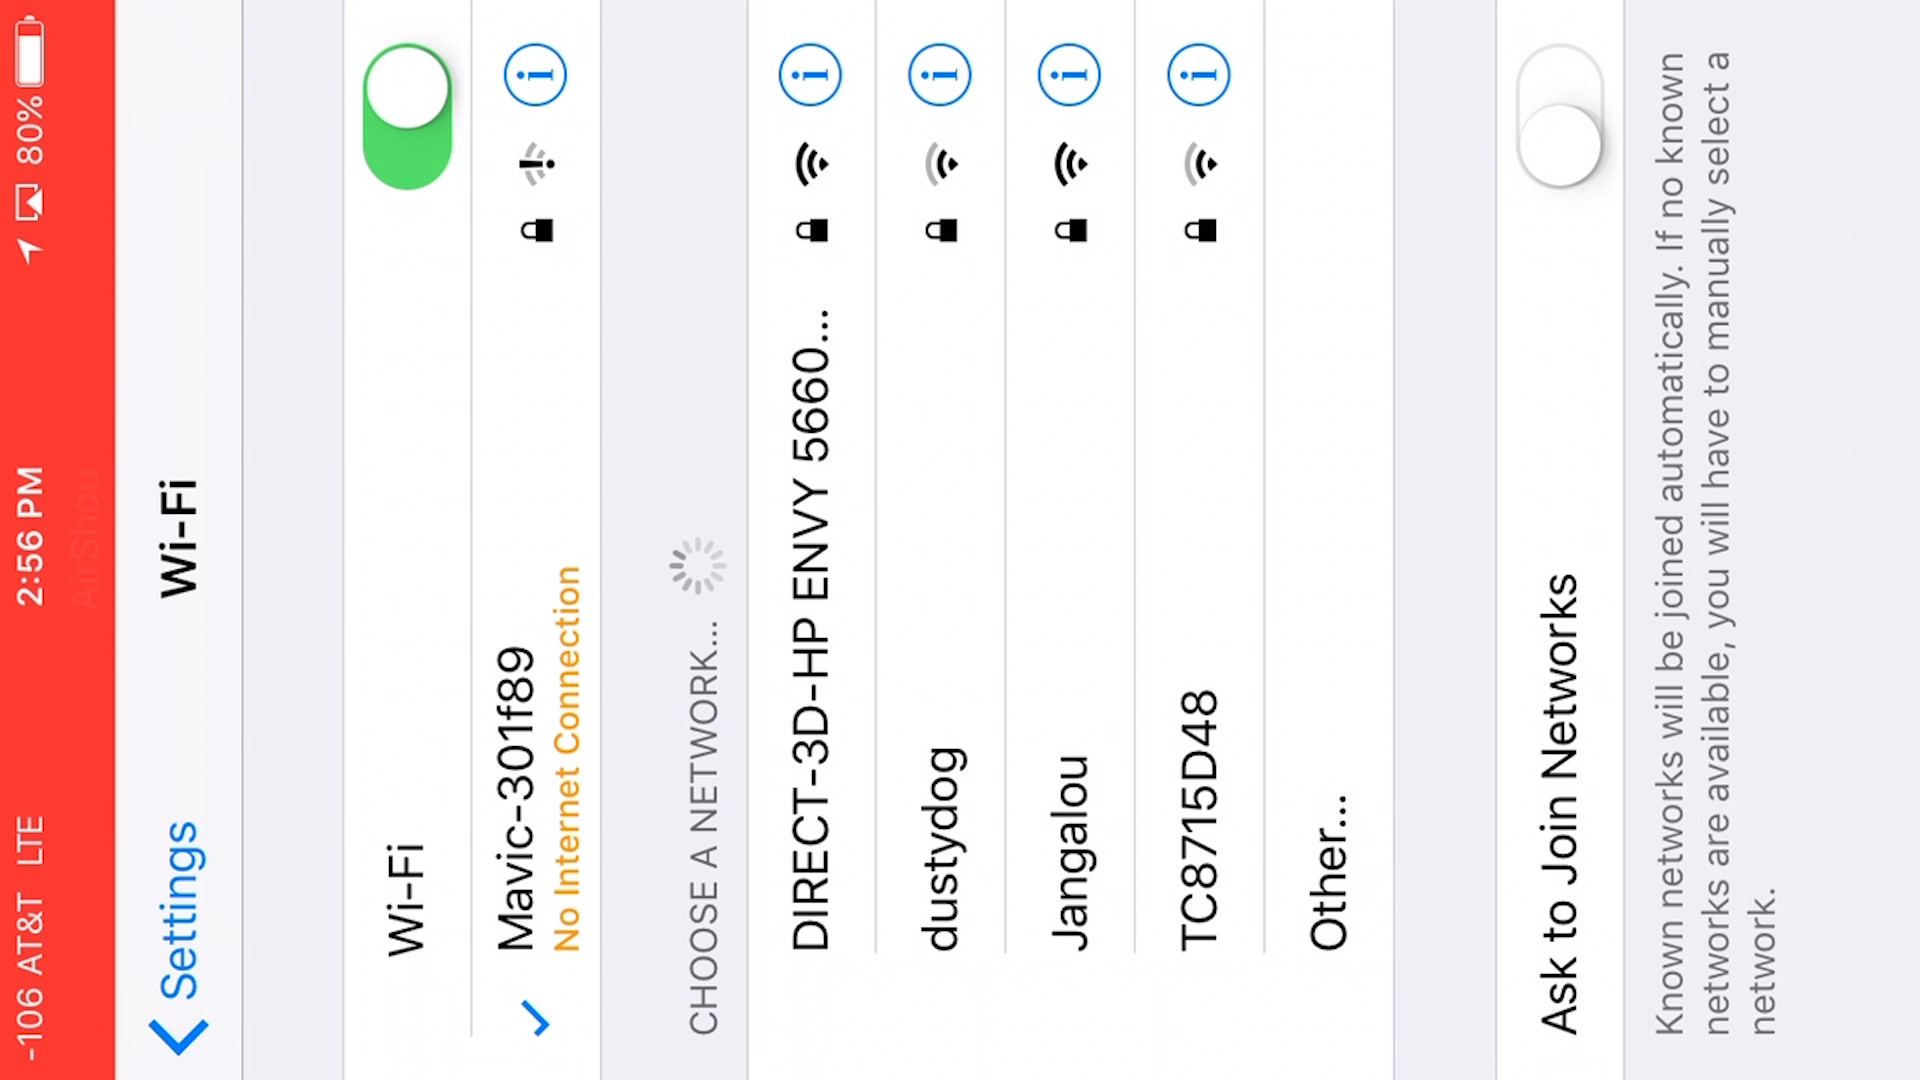 -106 AT&T LTE 2:56 PM 80%
AirShou
Settings Wi-Fi
Wi-Fi
Mavic-301f89
No Internet Connection
CHOOSE A NETWORK...
DIRECT-3D-HP ENVY 5660...
dustydog
Jangalou
TC8715D48
Other...
Ask to Join Networks
Known networks will be joined automatically. If no known
networks are available, you will have to manually select a
network.